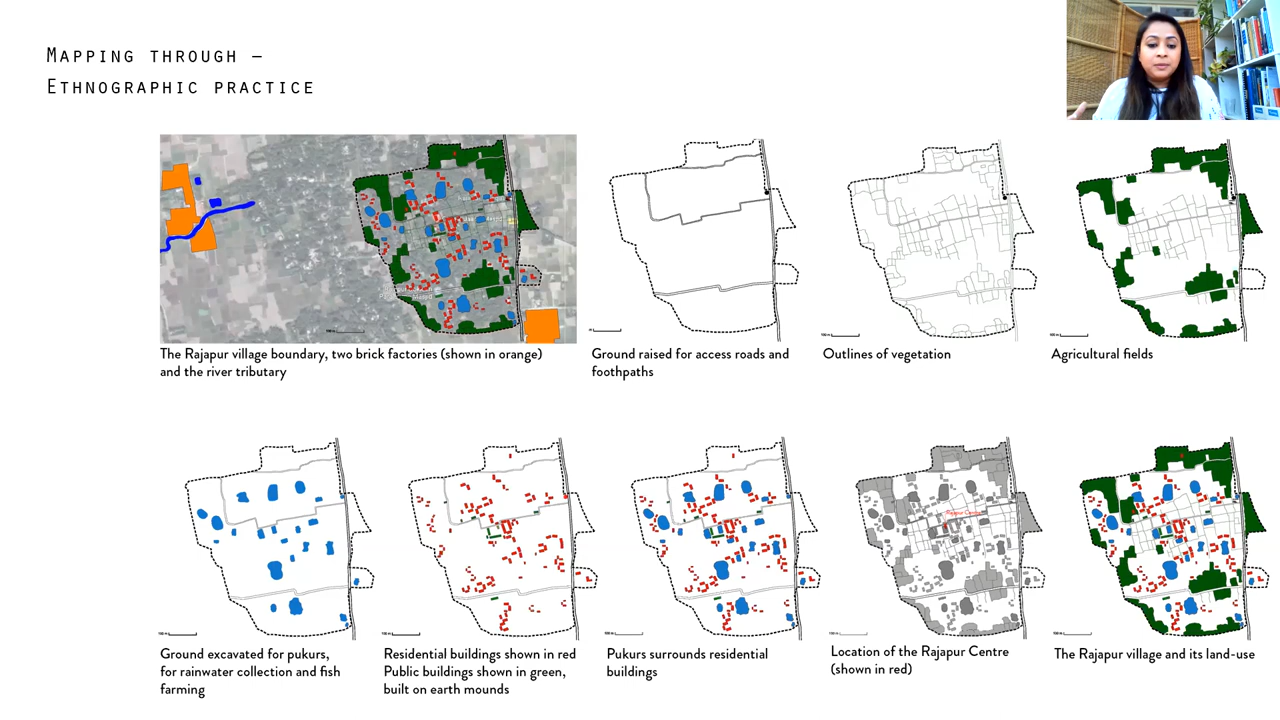 MAPPING THROUGH –
ETHNOGRAPHIC PRACTICE
The Rajapur village boundary, two brick factories (shown in orange)
and the river tributary
Ground raised for access roads and
footpaths
Outlines of vegetation
Agricultural fields
Rajapur Centre
Ground excavated for pukurs,
for rainwater collection and fish
farming
Residential buildings shown in red
Public buildings shown in green,
built on earth mounds
Pukurs surrounds residential
buildings
Location of the Rajapur Centre
(shown in red)
The Rajapur village and its land-use